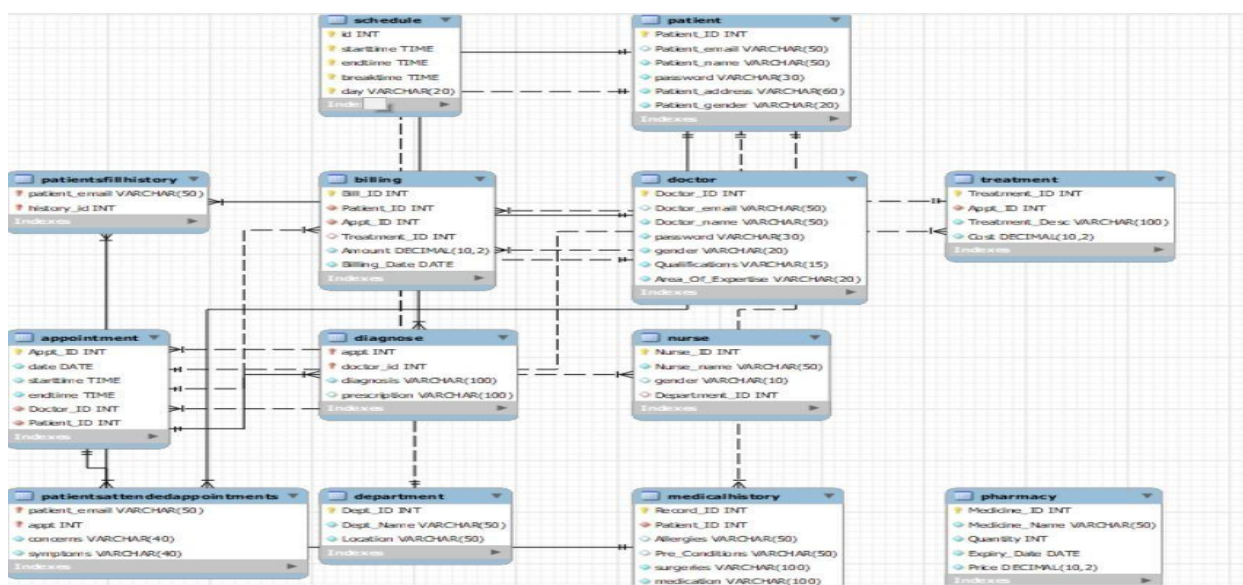 schedule
id INT
starttime TIME
endtime TIME
breaktime TIME
day VARCHAR(20)
patient
Patient_ID INT
Patient_email VARCHAR(50)
Patient_name VARCHAR(50)
password VARCHAR(30)
Patient_address VARCHAR(60)
Patient_gender VARCHAR(20)
Indexes
patientsfillhistory
patient_email VARCHAR(50)
history_id INT
Indexes
billing
Bill_ID INT
Patient_ID INT
Appt_ID INT
Treatment_ID INT
Amount DECIMAL(10,2)
Billing_Date DATE
Indexes
doctor
Doctor_ID INT
Doctor_email VARCHAR(50)
Doctor_name VARCHAR(50)
password VARCHAR(30)
gender VARCHAR(20)
Qualifications VARCHAR(15)
Area_Of_Expertise VARCHAR(20)
Indexes
treatment
Treatment_ID INT
Appt_ID INT
Treatment_Desc VARCHAR(100)
Cost DECIMAL(10,2)
Indexes
appointment
Appt_ID INT
date DATE
starttime TIME
endtime TIME
Doctor_ID INT
Patient_ID INT
Indexes
diagnose
appt INT
doctor_id INT
diagnosis VARCHAR(100)
prescription VARCHAR(100)
Indexes
nurse
Nurse_ID INT
Nurse_name VARCHAR(50)
gender VARCHAR(10)
Department_ID INT
Indexes
patientsattendedappointments
patient_email VARCHAR(50)
appt INT
concerns VARCHAR(40)
symptoms VARCHAR(40)
Indexes
department
Dept_ID INT
Dept_Name VARCHAR(50)
Location VARCHAR(50)
Indexes
medicalhistory
Record_ID INT
Patient_ID INT
Allergies VARCHAR(50)
Pre_Conditions VARCHAR(50)
surgeries VARCHAR(100)
medication VARCHAR(100)
pharmacy
Medicine_ID INT
Medicine_Name VARCHAR(50)
Quantity INT
Expiry_Date DATE
Price DECIMAL(10,2)
Indexes